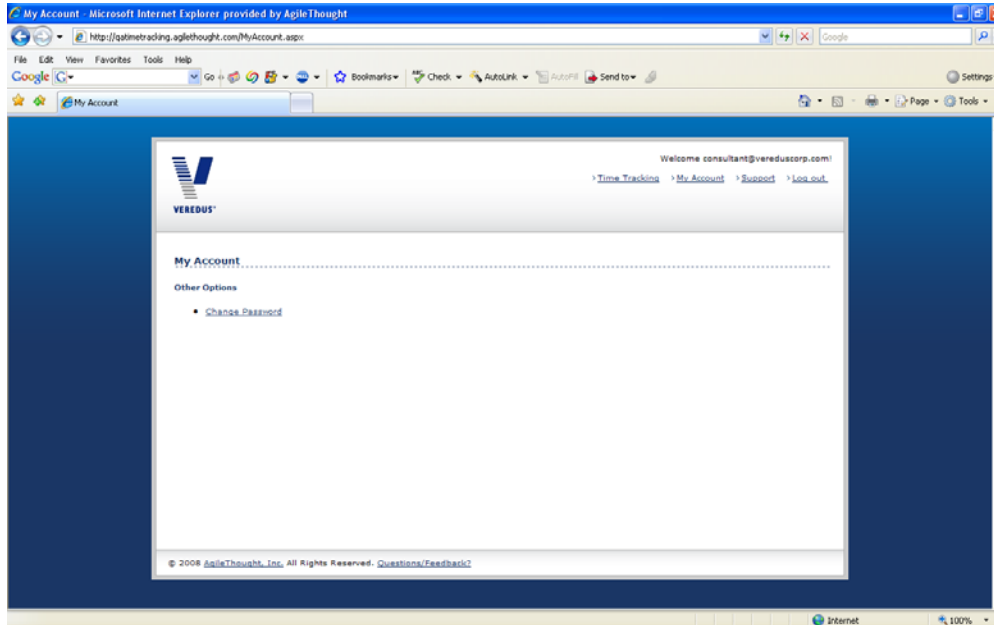 My Account - Microsoft Internet Explorer provided by AgileThought
http://qatimetracking.agilethought.com/MyAccount.aspx
Google
File Edit View Favorites Tools Help
Google G Go Bookmarks Check AutoLink AutoFill Send to Settings
My Account
Page Tools
Welcome consultant@vereduscorp.com!
Time Tracking My Account Support Log out
VEREDUS
My Account
Other Options
Change Password
© 2008 AgileThought, Inc. All Rights Reserved. Questions/Feedback?
Internet 100%